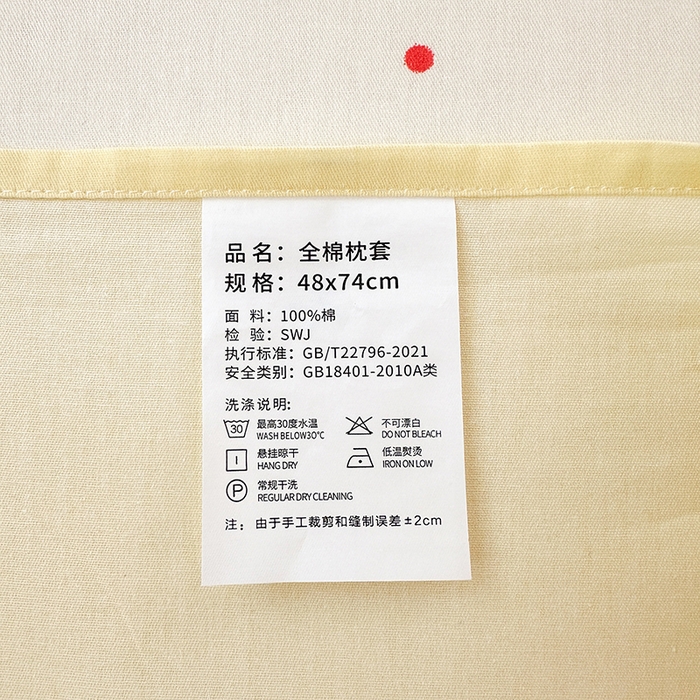 品名：全棉枕套
规格：48x74cm
面 料：100%棉
检 验：SWJ
执行标准：GB/T22796-2021
安全类别：GB18401-2010A类
洗涤说明:
30 最高30度水温 不可漂白
WASH BELOW30°C DO NOT BLEACH
悬挂晾干 低温熨烫
HANG DRY IRON ON LOW
P 常规干洗
REGULAR DRY CLEANING
注：由于手工裁剪和缝制误差±2cm